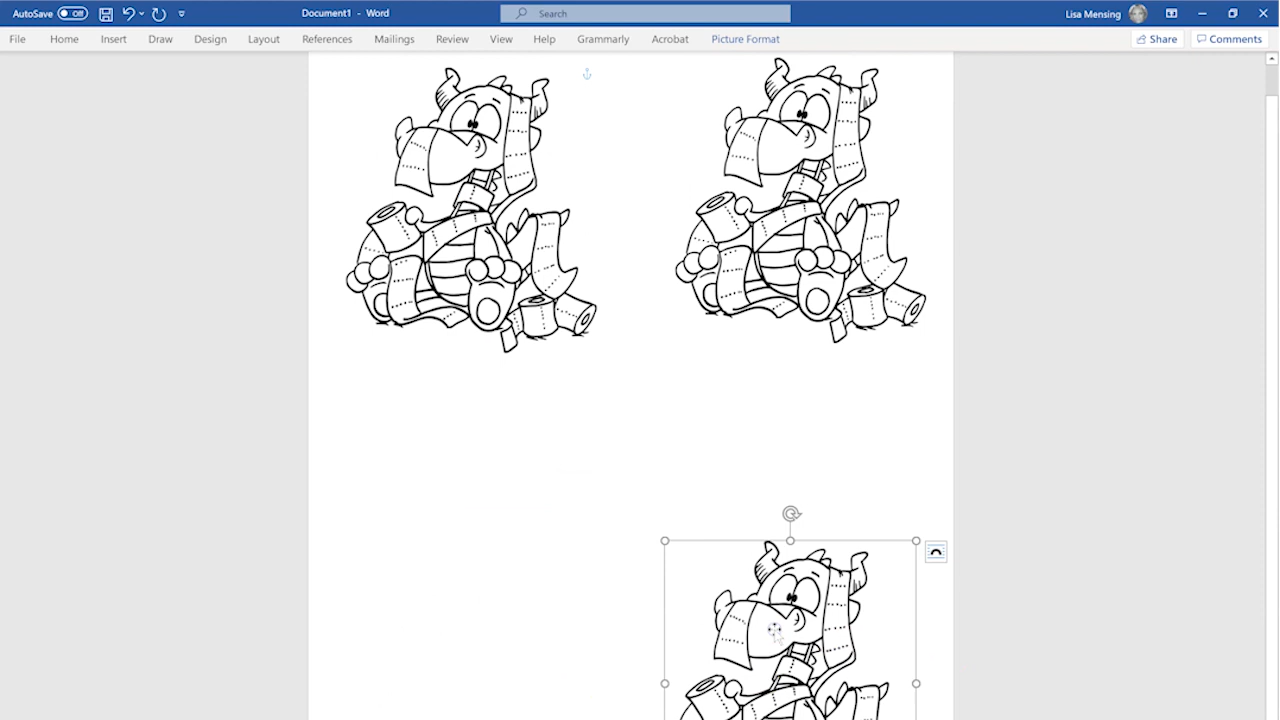 AutoSave Off Document1 - Word Search Lisa Mensing
File Home Insert Draw Design Layout References Mailings Review View Help Grammarly Acrobat Picture Format Share Comments